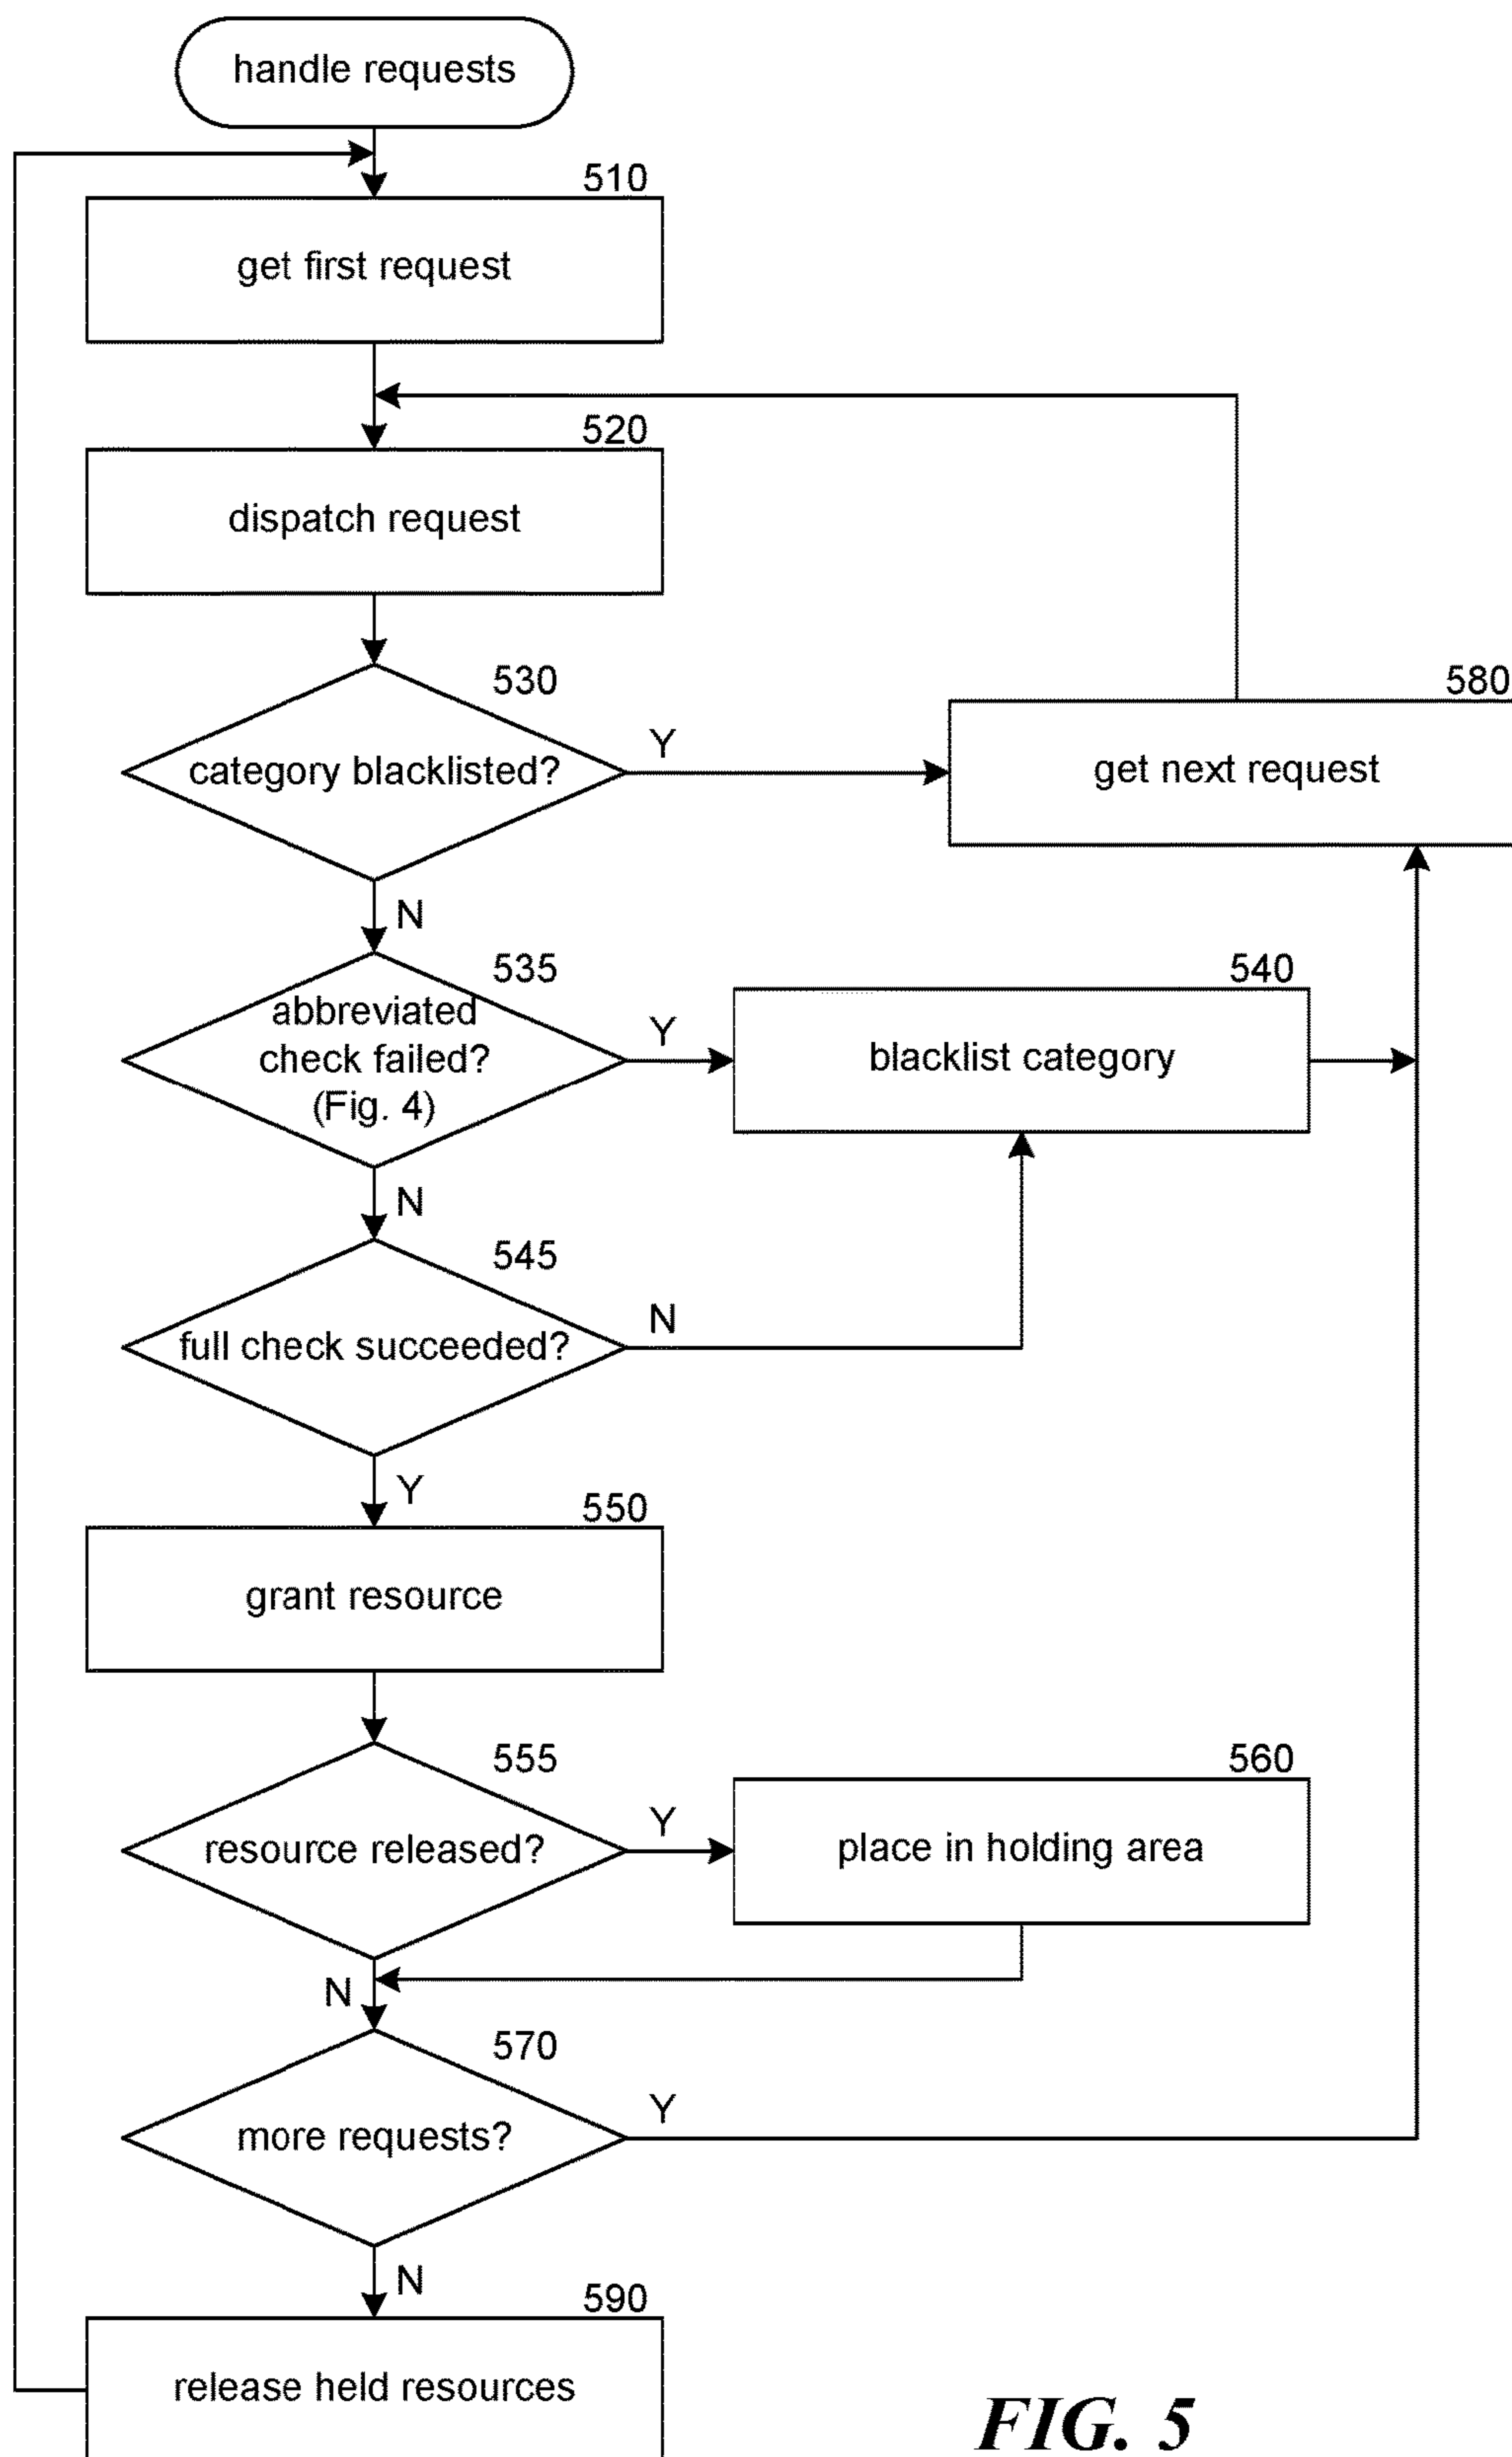 handle requests
510
get first request
520
dispatch request
530
category blacklisted?
Y
580
get next request
N
535
abbreviated
check failed?
(Fig. 4)
Y
540
blacklist category
N
545
full check succeeded?
N
Y
550
grant resource
555
resource released?
Y
560
place in holding area
N
570
more requests?
Y
N
590
release held resources
FIG. 5